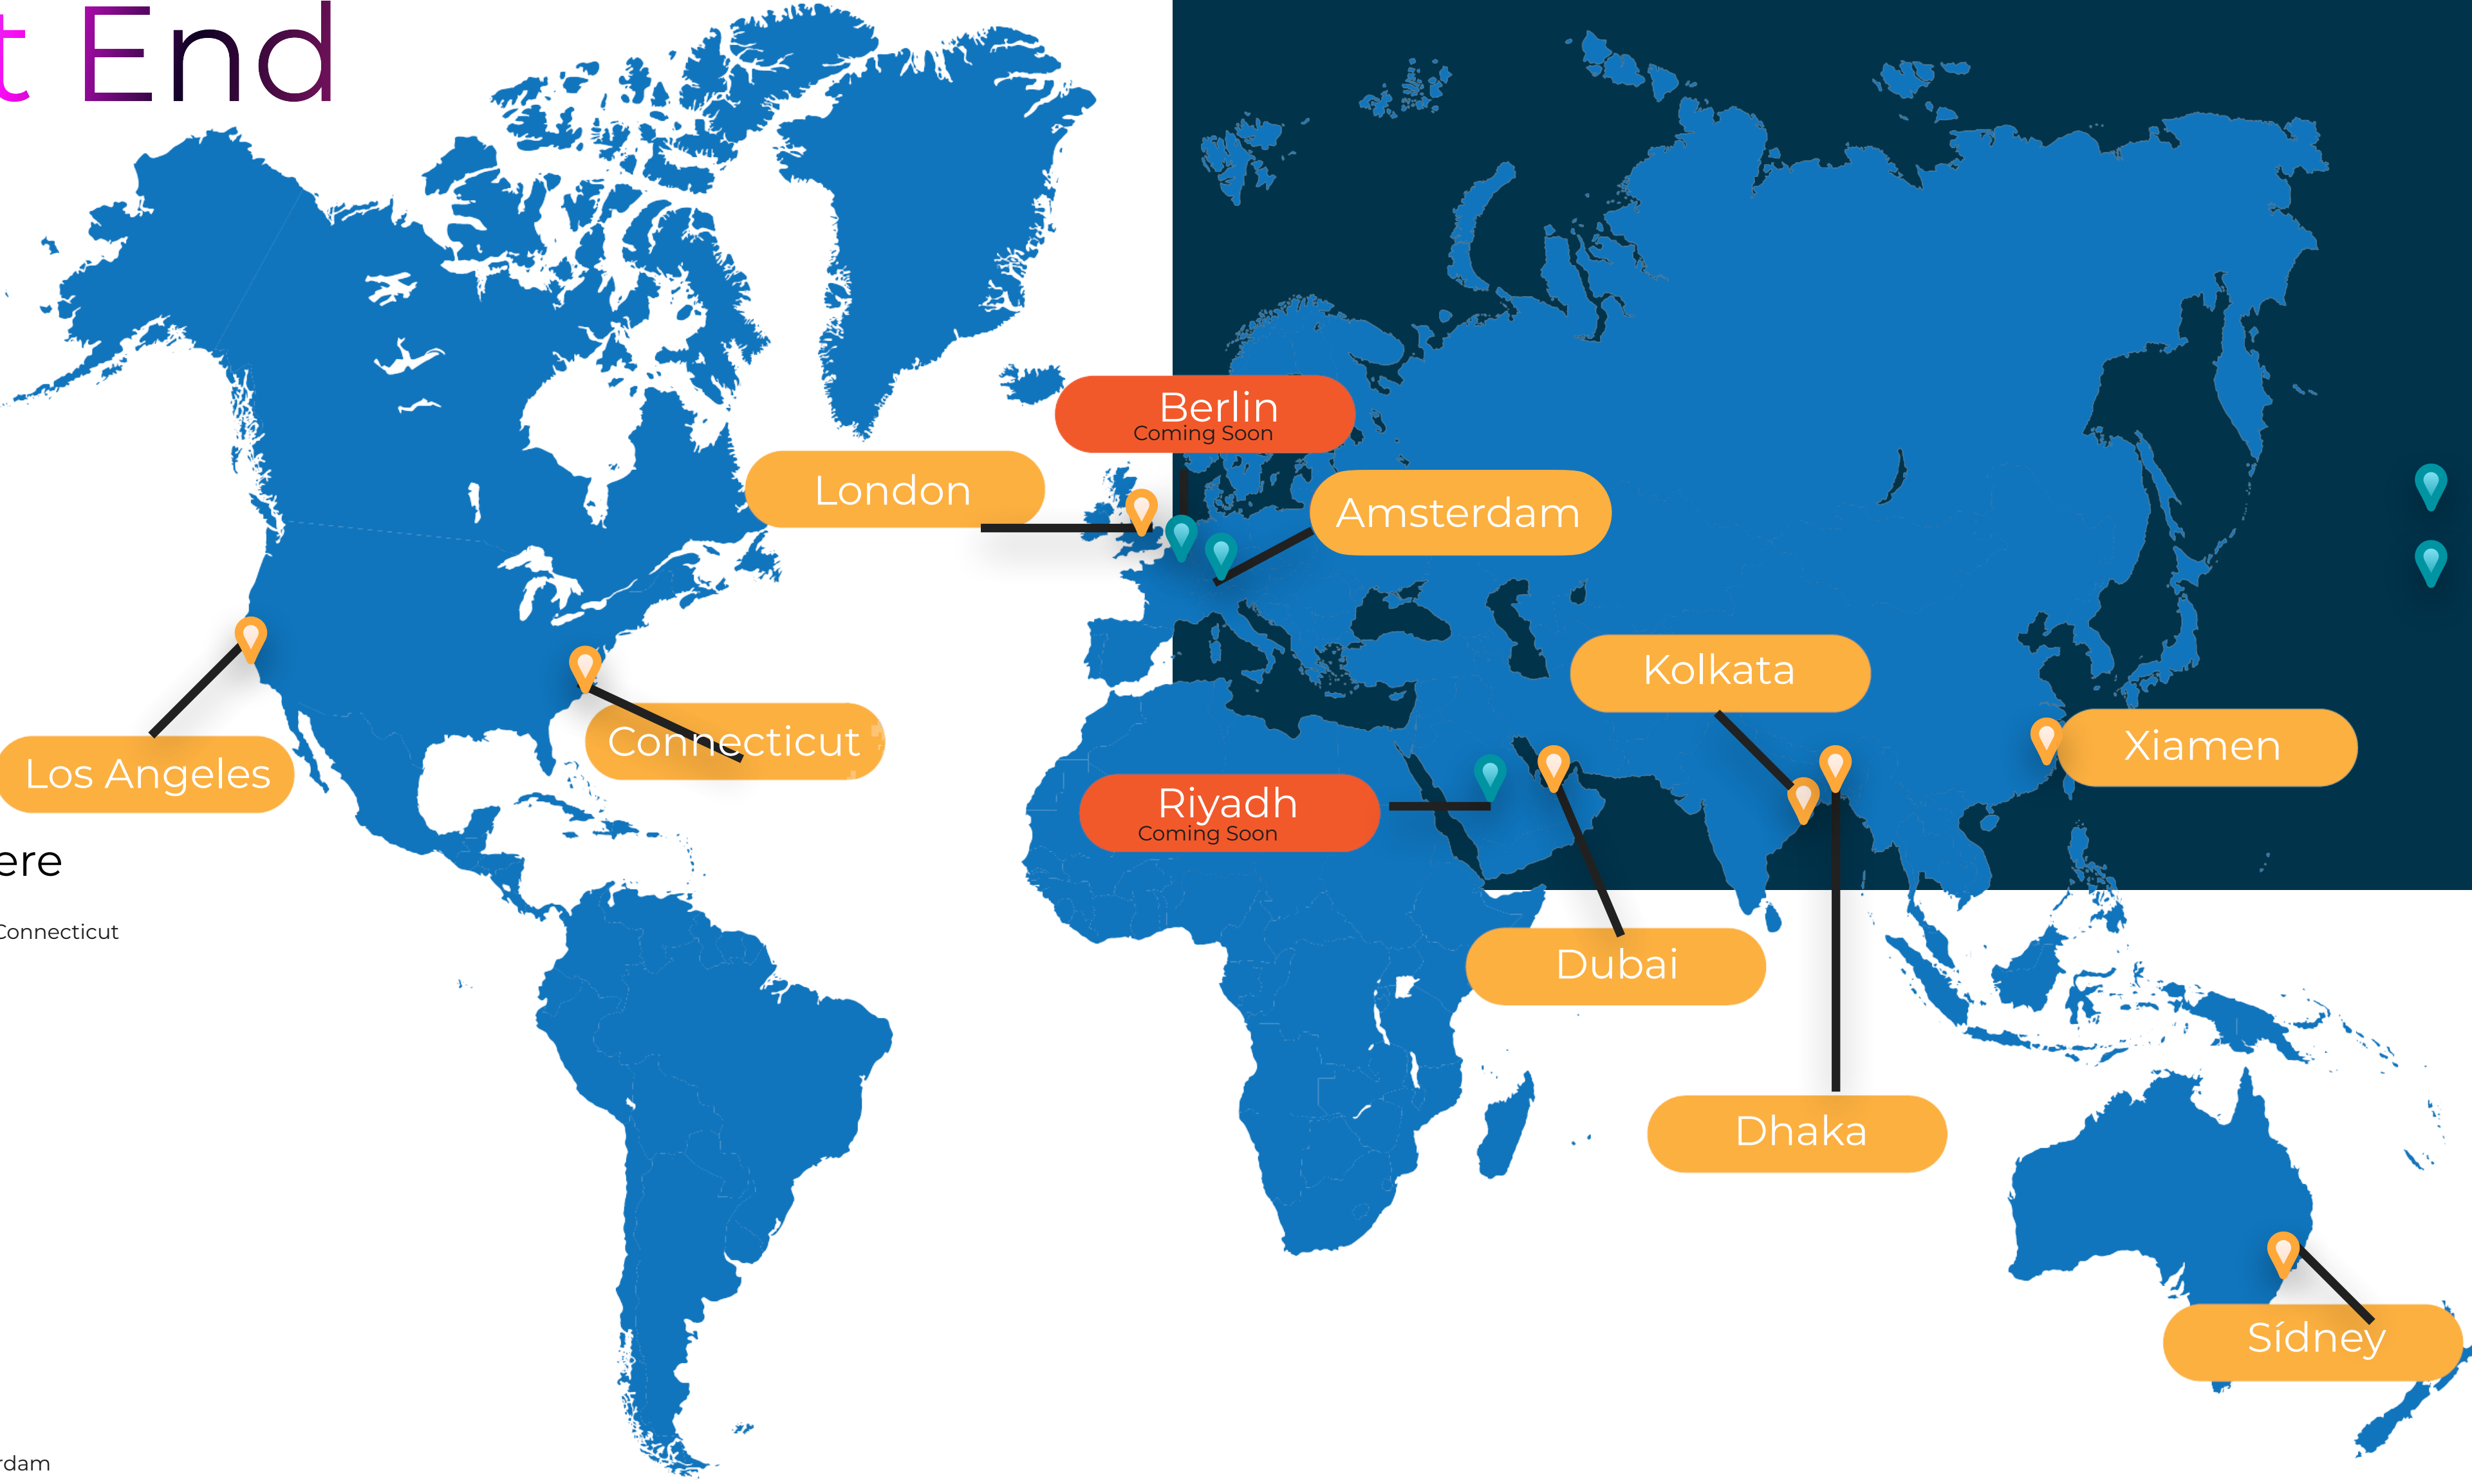 t End
Berlin
Coming Soon
London
Amsterdam
Kolkata
Connecticut
Xiamen
Los Angeles
Riyadh
Coming Soon
ere
Connecticut
Dubai
Dhaka
Sídney
rdam